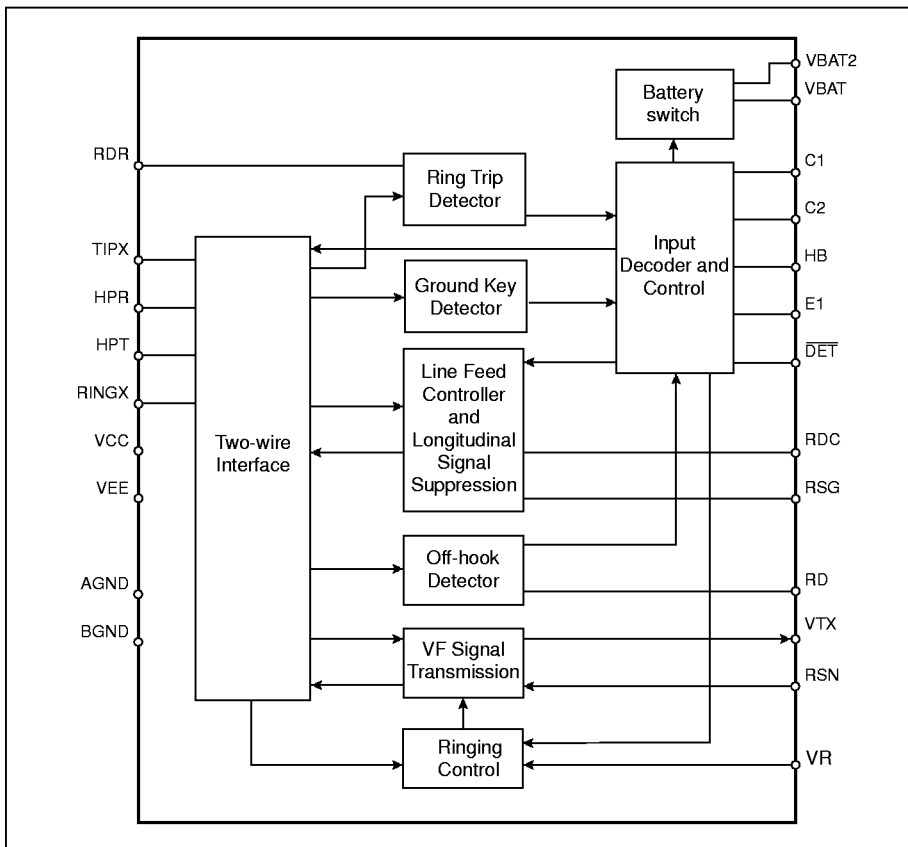 VBAT2
VBAT
Battery
switch
RDR
Ring Trip
Detector
C1
C2
TIPX
HPR
HPT
RINGX
VCC
VEE
AGND
BGND
Two-wire
Interface
Ground Key
Detector
Input
Decoder and
Control
HB
E1
DET
Line Feed
Controller
and
Longitudinal
Signal
Suppression
RDC
RSG
Off-hook
Detector
RD
VF Signal
Transmission
VTX
RSN
Ringing
Control
VR